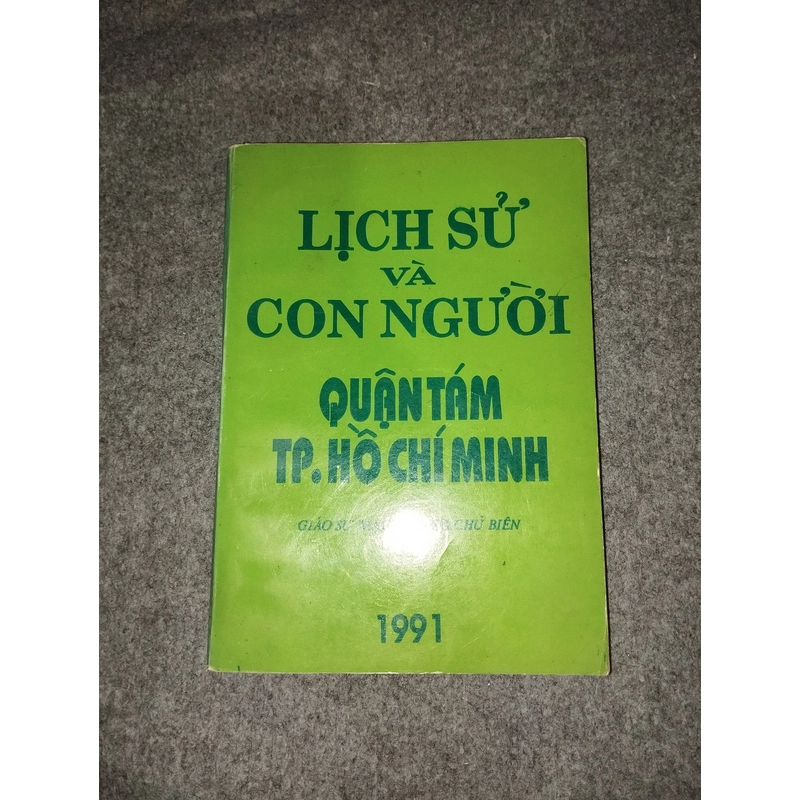 LỊCH SỬ
VÀ
CON NGƯỜI
QUẬN TÁM
TP. HỒ CHÍ MINH
GIÁO SƯ CHỦ BIÊN
1991